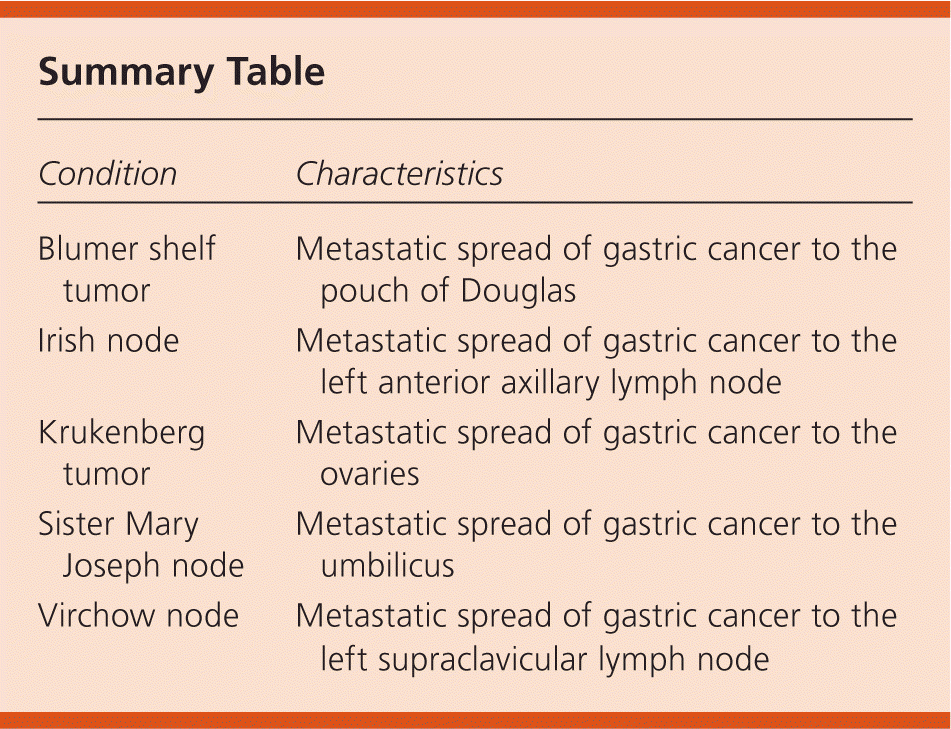 Summary Table
Condition Characteristics
Blumer shelf Metastatic spread of gastric cancer to the
tumor pouch of Douglas
Irish node Metastatic spread of gastric cancer to the
left anterior axillary lymph node
Krukenberg Metastatic spread of gastric cancer to the
tumor ovaries
Sister Mary Metastatic spread of gastric cancer to the
Joseph node umbilicus
Virchow node Metastatic spread of gastric cancer to the
left supraclavicular lymph node